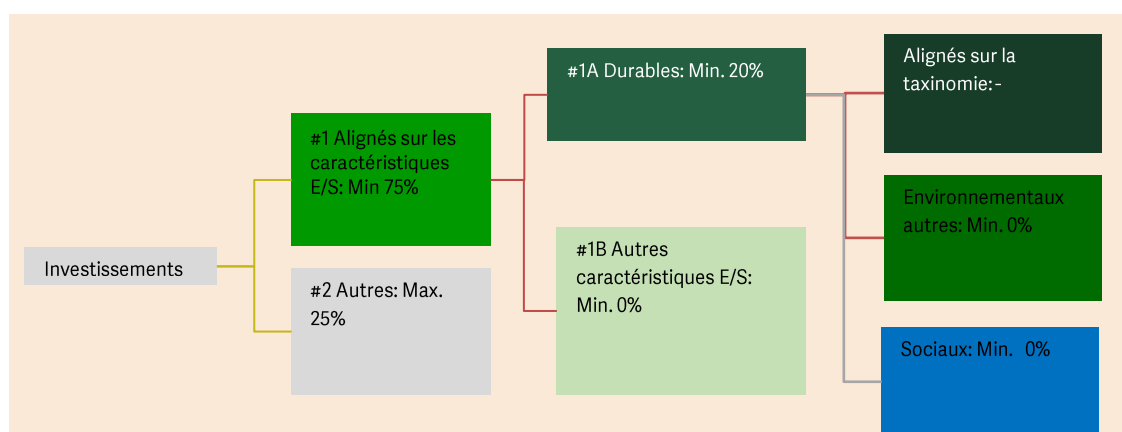 Investissements
#1 Alignés sur les
caractéristiques
E/S: Min 75%
#2 Autres: Max.
25%
#1A Durables: Min. 20%
#1B Autres
caractéristiques E/S:
Min. 0%
Alignés sur la
taxinomie:-
Environnementaux
autres: Min. 0%
Sociaux: Min. 0%